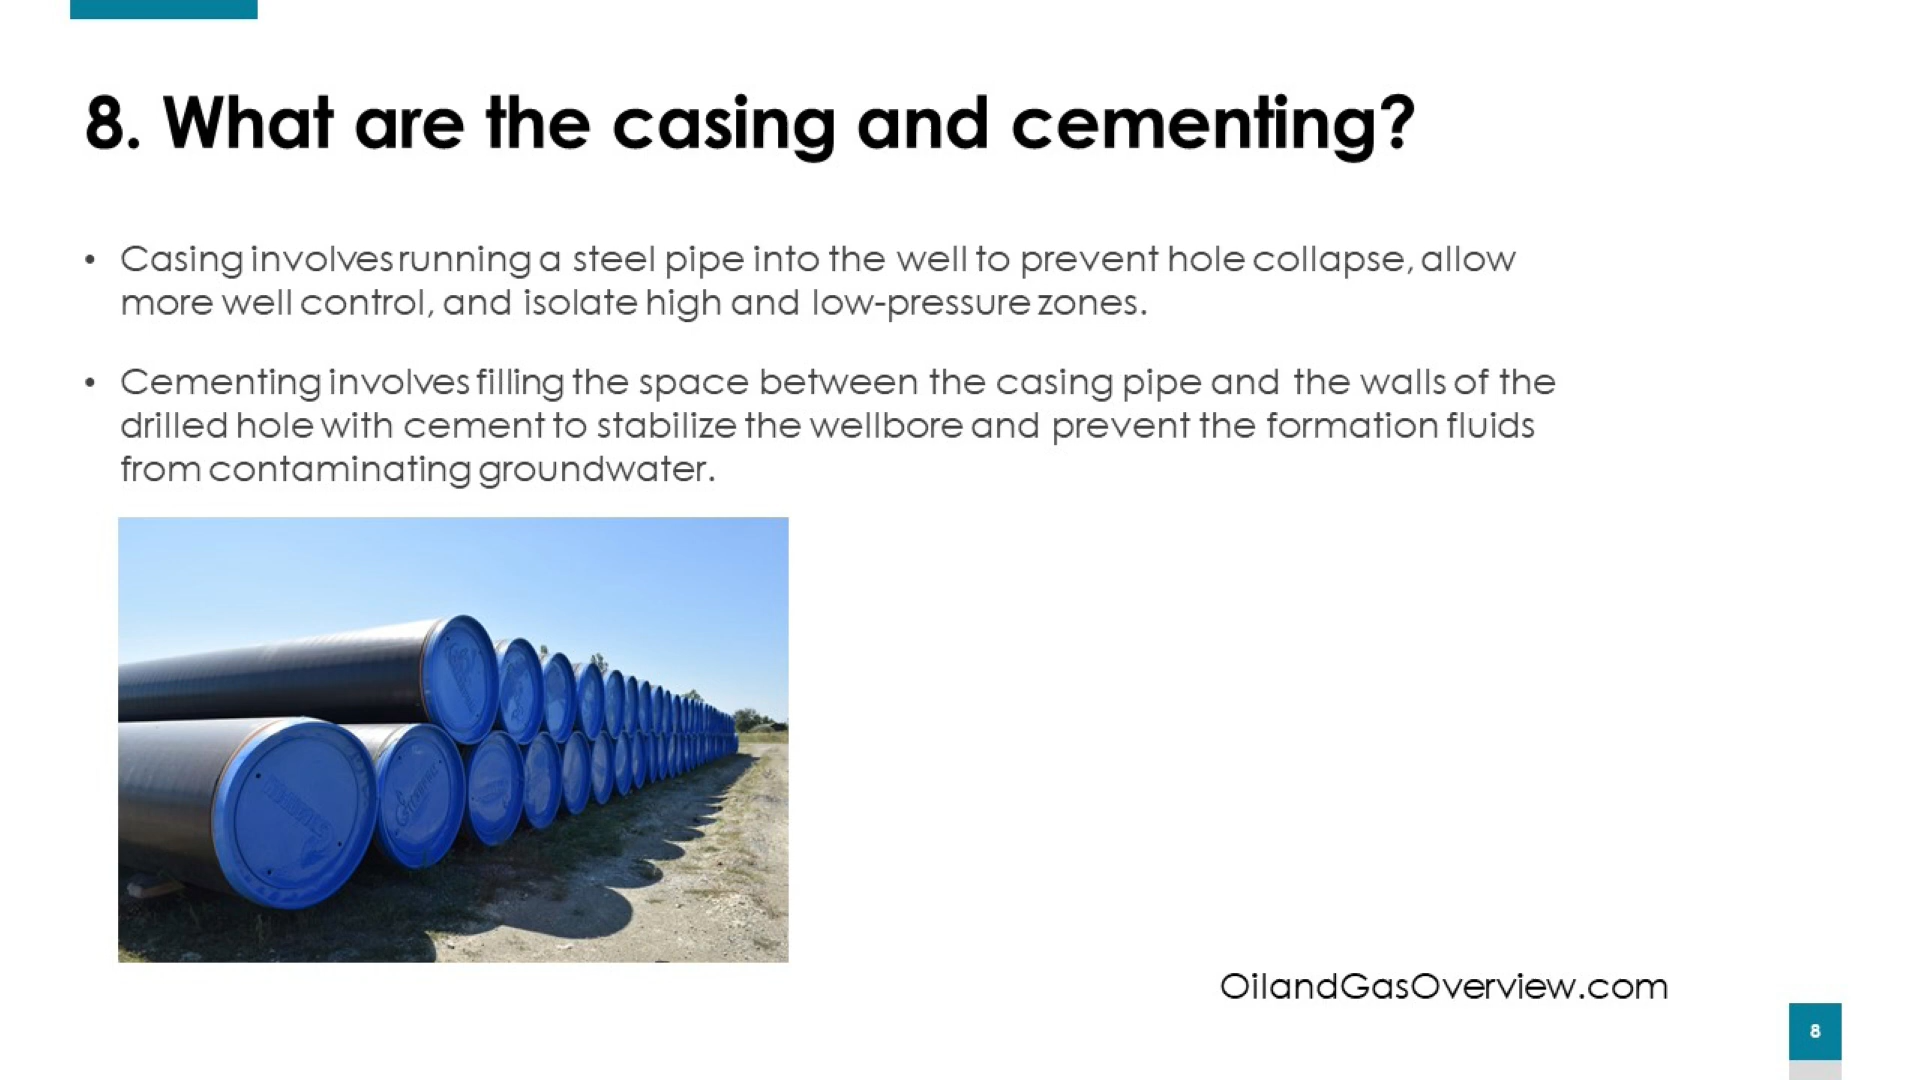 8. What are the casing and cementing?
• Casing involves running a steel pipe into the well to prevent hole collapse, allow
more well control, and isolate high and low-pressure zones.
• Cementing involves filling the space between the casing pipe and the walls of the
drilled hole with cement to stabilize the wellbore and prevent the formation fluids
from contaminating groundwater.
OilandGasOverview.com
8